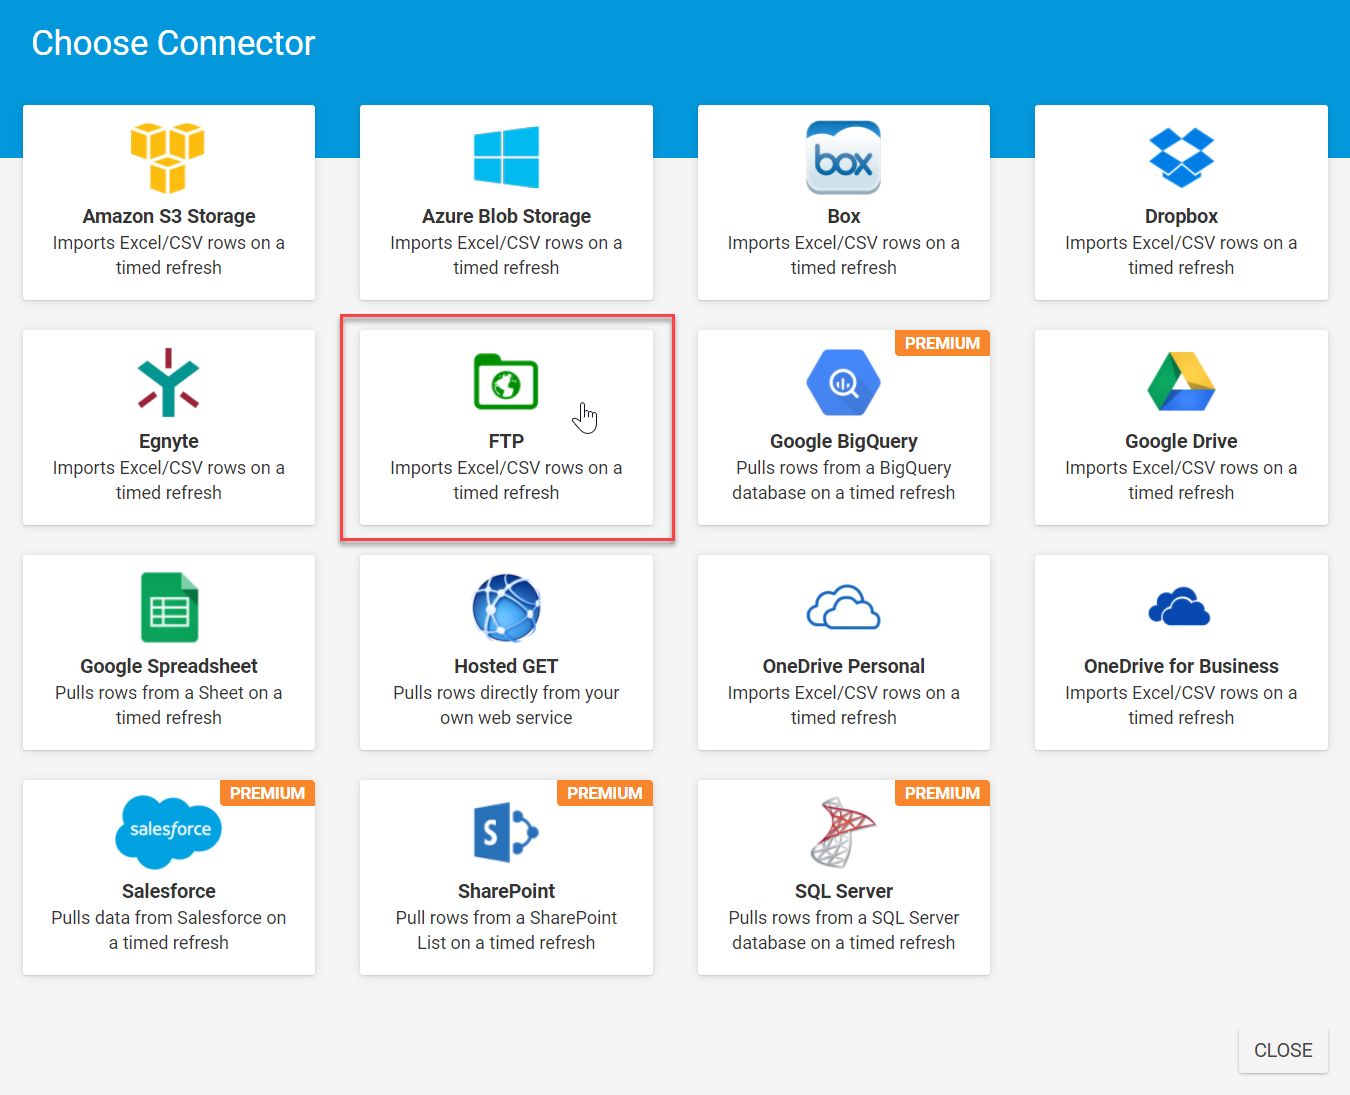 Choose Connector
Amazon S3 Storage
Imports Excel/CSV rows on a
timed refresh
Azure Blob Storage
Imports Excel/CSV rows on a
timed refresh
box
Box
Imports Excel/CSV rows on a
timed refresh
Dropbox
Imports Excel/CSV rows on a
timed refresh
Egnyte
Imports Excel/CSV rows on a
timed refresh
FTP
Imports Excel/CSV rows on a
timed refresh
PREMIUM
Google BigQuery
Pulls rows from a BigQuery
database on a timed refresh
Google Drive
Imports Excel/CSV rows on a
timed refresh
Google Spreadsheet
Pulls rows from a Sheet on a
timed refresh
Hosted GET
Pulls rows directly from your
own web service
OneDrive Personal
Imports Excel/CSV rows on a
timed refresh
OneDrive for Business
Imports Excel/CSV rows on a
timed refresh
PREMIUM
salesforce
Salesforce
Pulls data from Salesforce on
a timed refresh
PREMIUM
S
SharePoint
Pull rows from a SharePoint
List on a timed refresh
PREMIUM
SQL Server
Pulls rows from a SQL Server
database on a timed refresh
CLOSE